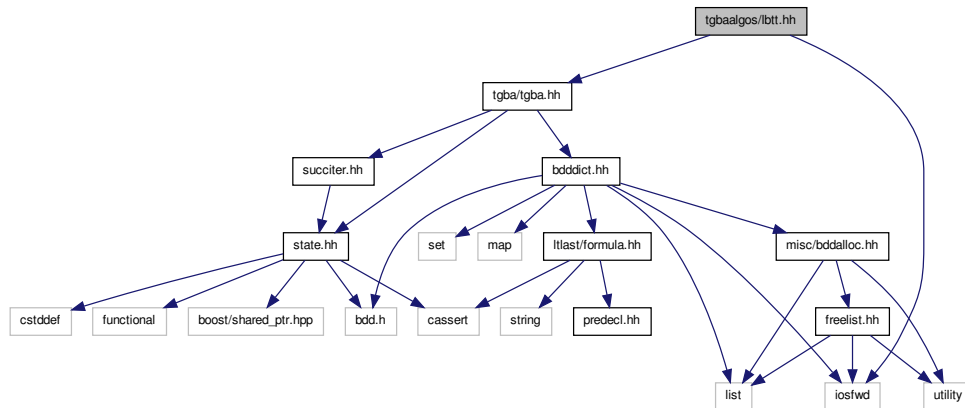 tgbaalgos/lbtt.hh
tgba/tgba.hh
succiter.hh
bdddict.hh
state.hh
set
map
ltlast/formula.hh
misc/bddalloc.hh
cstddef
functional
boost/shared_ptr.hpp
bdd.h
cassert
string
predecl.hh
freelist.hh
list
iosfwd
utility